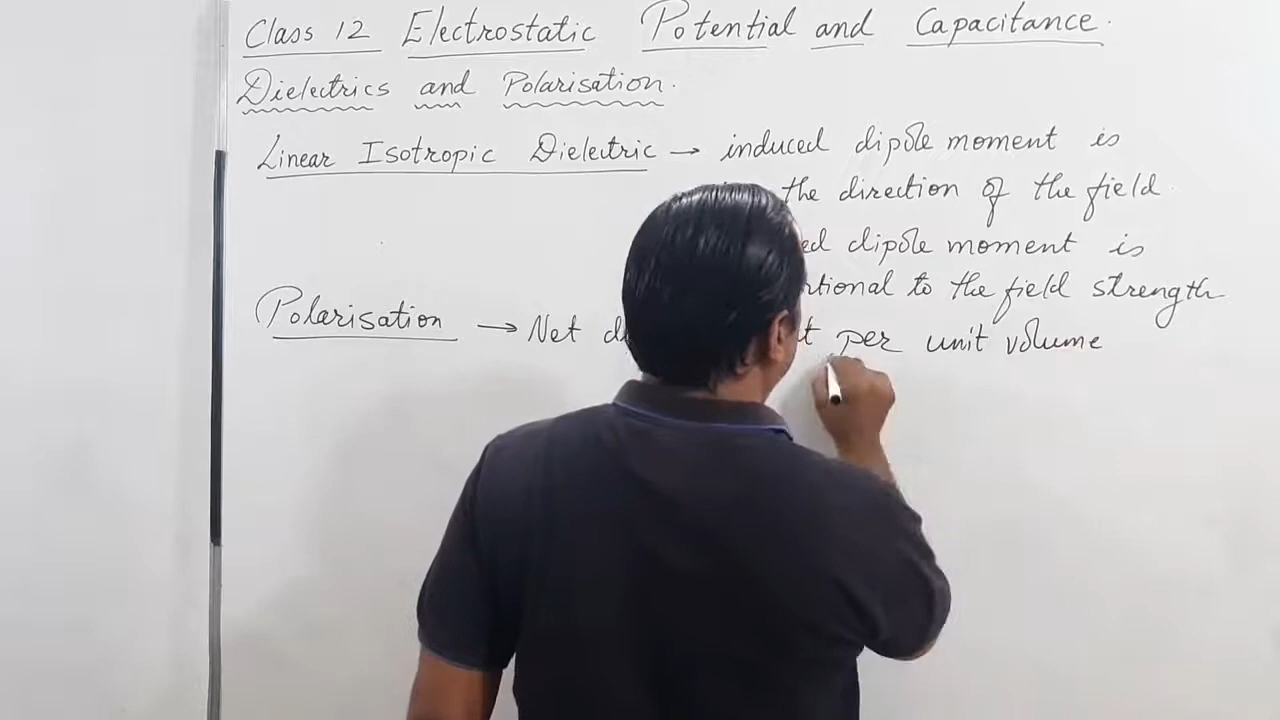 Class 12 Electrostatic Potential and Capacitance.
Dielectrics and Polarisation.
Linear Isotropic Dielectric → induced dipole moment is
the direction of the field.
dipole moment is
to the field strength
Polarisation → Net per unit volume